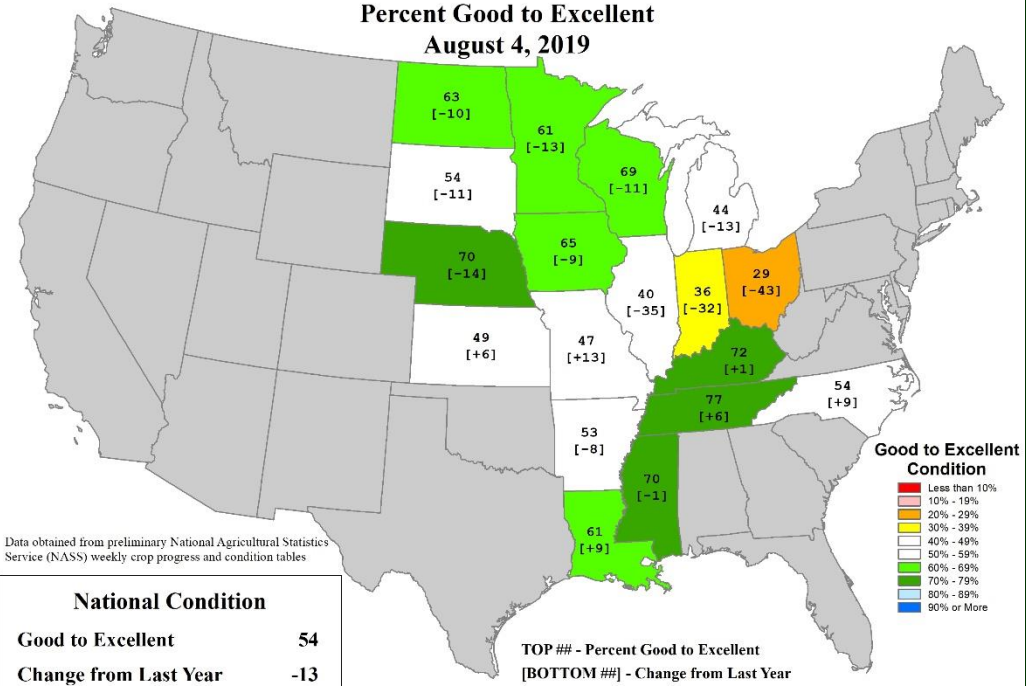 Percent Good to Excellent
August 4, 2019
63
[-10]
61
[-13]
69
[-11]
54
[-11]
44
[-13]
70
[-14]
65
[-9]
40
[-35]
36
[-32]
29
[-43]
49
[+6]
47
[+13]
72
[+1]
77
[+6]
54
[+9]
53
[-8]
70
[-1]
61
[+9]
Good to Excellent
Condition
Less than 10%
10% - 19%
20% - 29%
30% - 39%
40% - 49%
50% - 59%
60% - 69%
70% - 79%
80% - 89%
90% or More
Data obtained from preliminary National Agricultural Statistics
Service (NASS) weekly crop progress and condition tables
National Condition
Good to Excellent 54
Change from Last Year -13
TOP ## - Percent Good to Excellent
[BOTTOM ##] - Change from Last Year